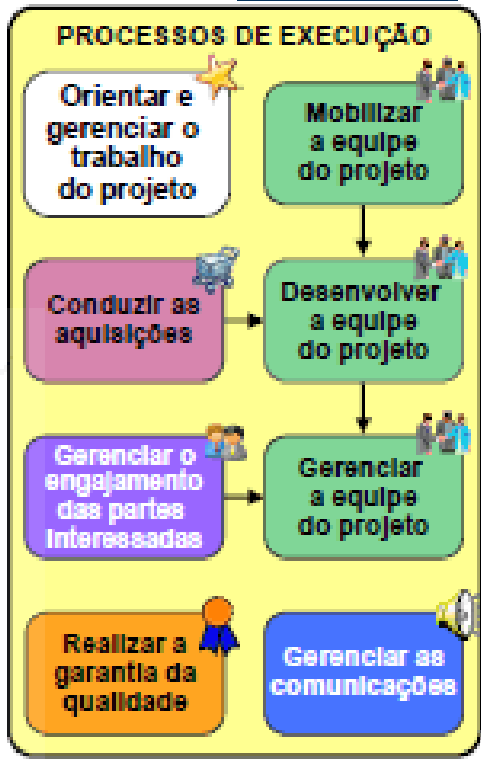 PROCESSOS DE EXECUÇÃO
Orientar e
gerenciar o
trabalho
do projeto
Mobilizar
a equipe
do projeto
Conduzir as
aquisições
Desenvolver
a equipe
do projeto
Gerenciar o
engajamento
das partes
Interessadas
Gerenciar
a equipe
do projeto
Realizar a
garantia da
qualidade
Gerenciar as
comunicações